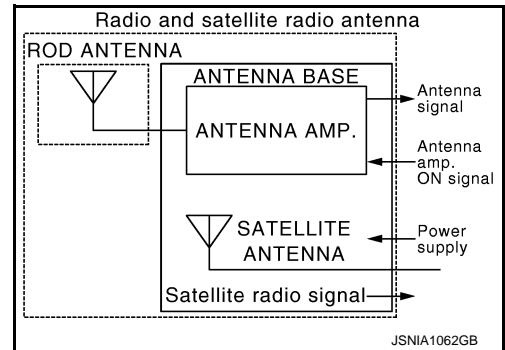 Radio and satellite radio antenna
ROD ANTENNA
ANTENNA BASE
ANTENNA AMP.
Antenna
signal
Antenna
amp.
ON signal
SATELLITE
ANTENNA
Power
supply
Satellite radio signal
JSNIA1062GB